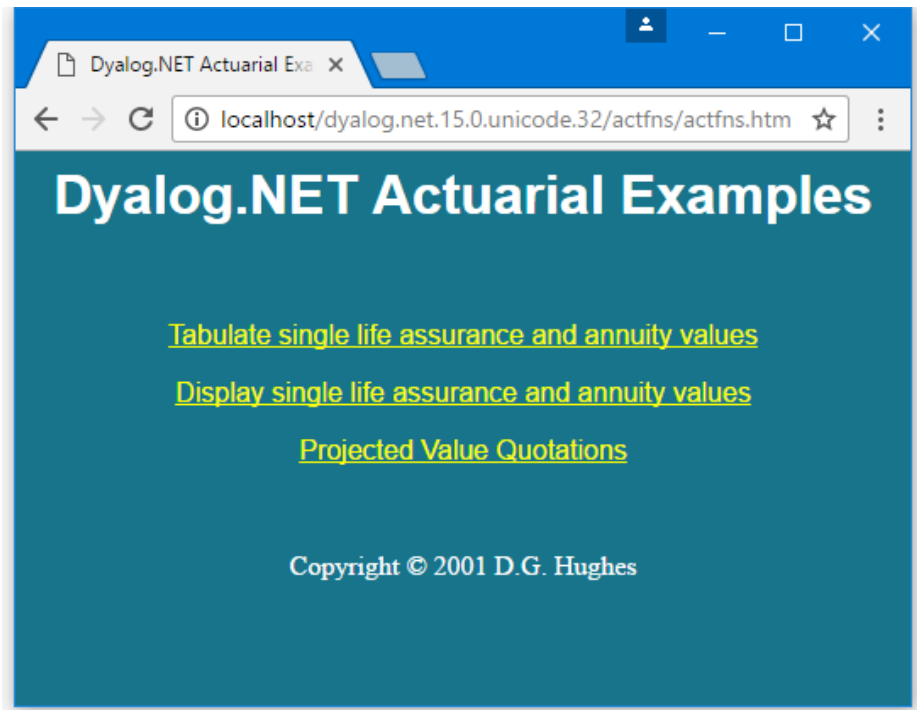 Dyalog.NET Actuarial Exa
localhost/dyalog.net.15.0.unicode.32/actfns/actfns.htm
Dyalog.NET Actuarial Examples
Tabulate single life assurance and annuity values
Display single life assurance and annuity values
Projected Value Quotations
Copyright © 2001 D.G. Hughes